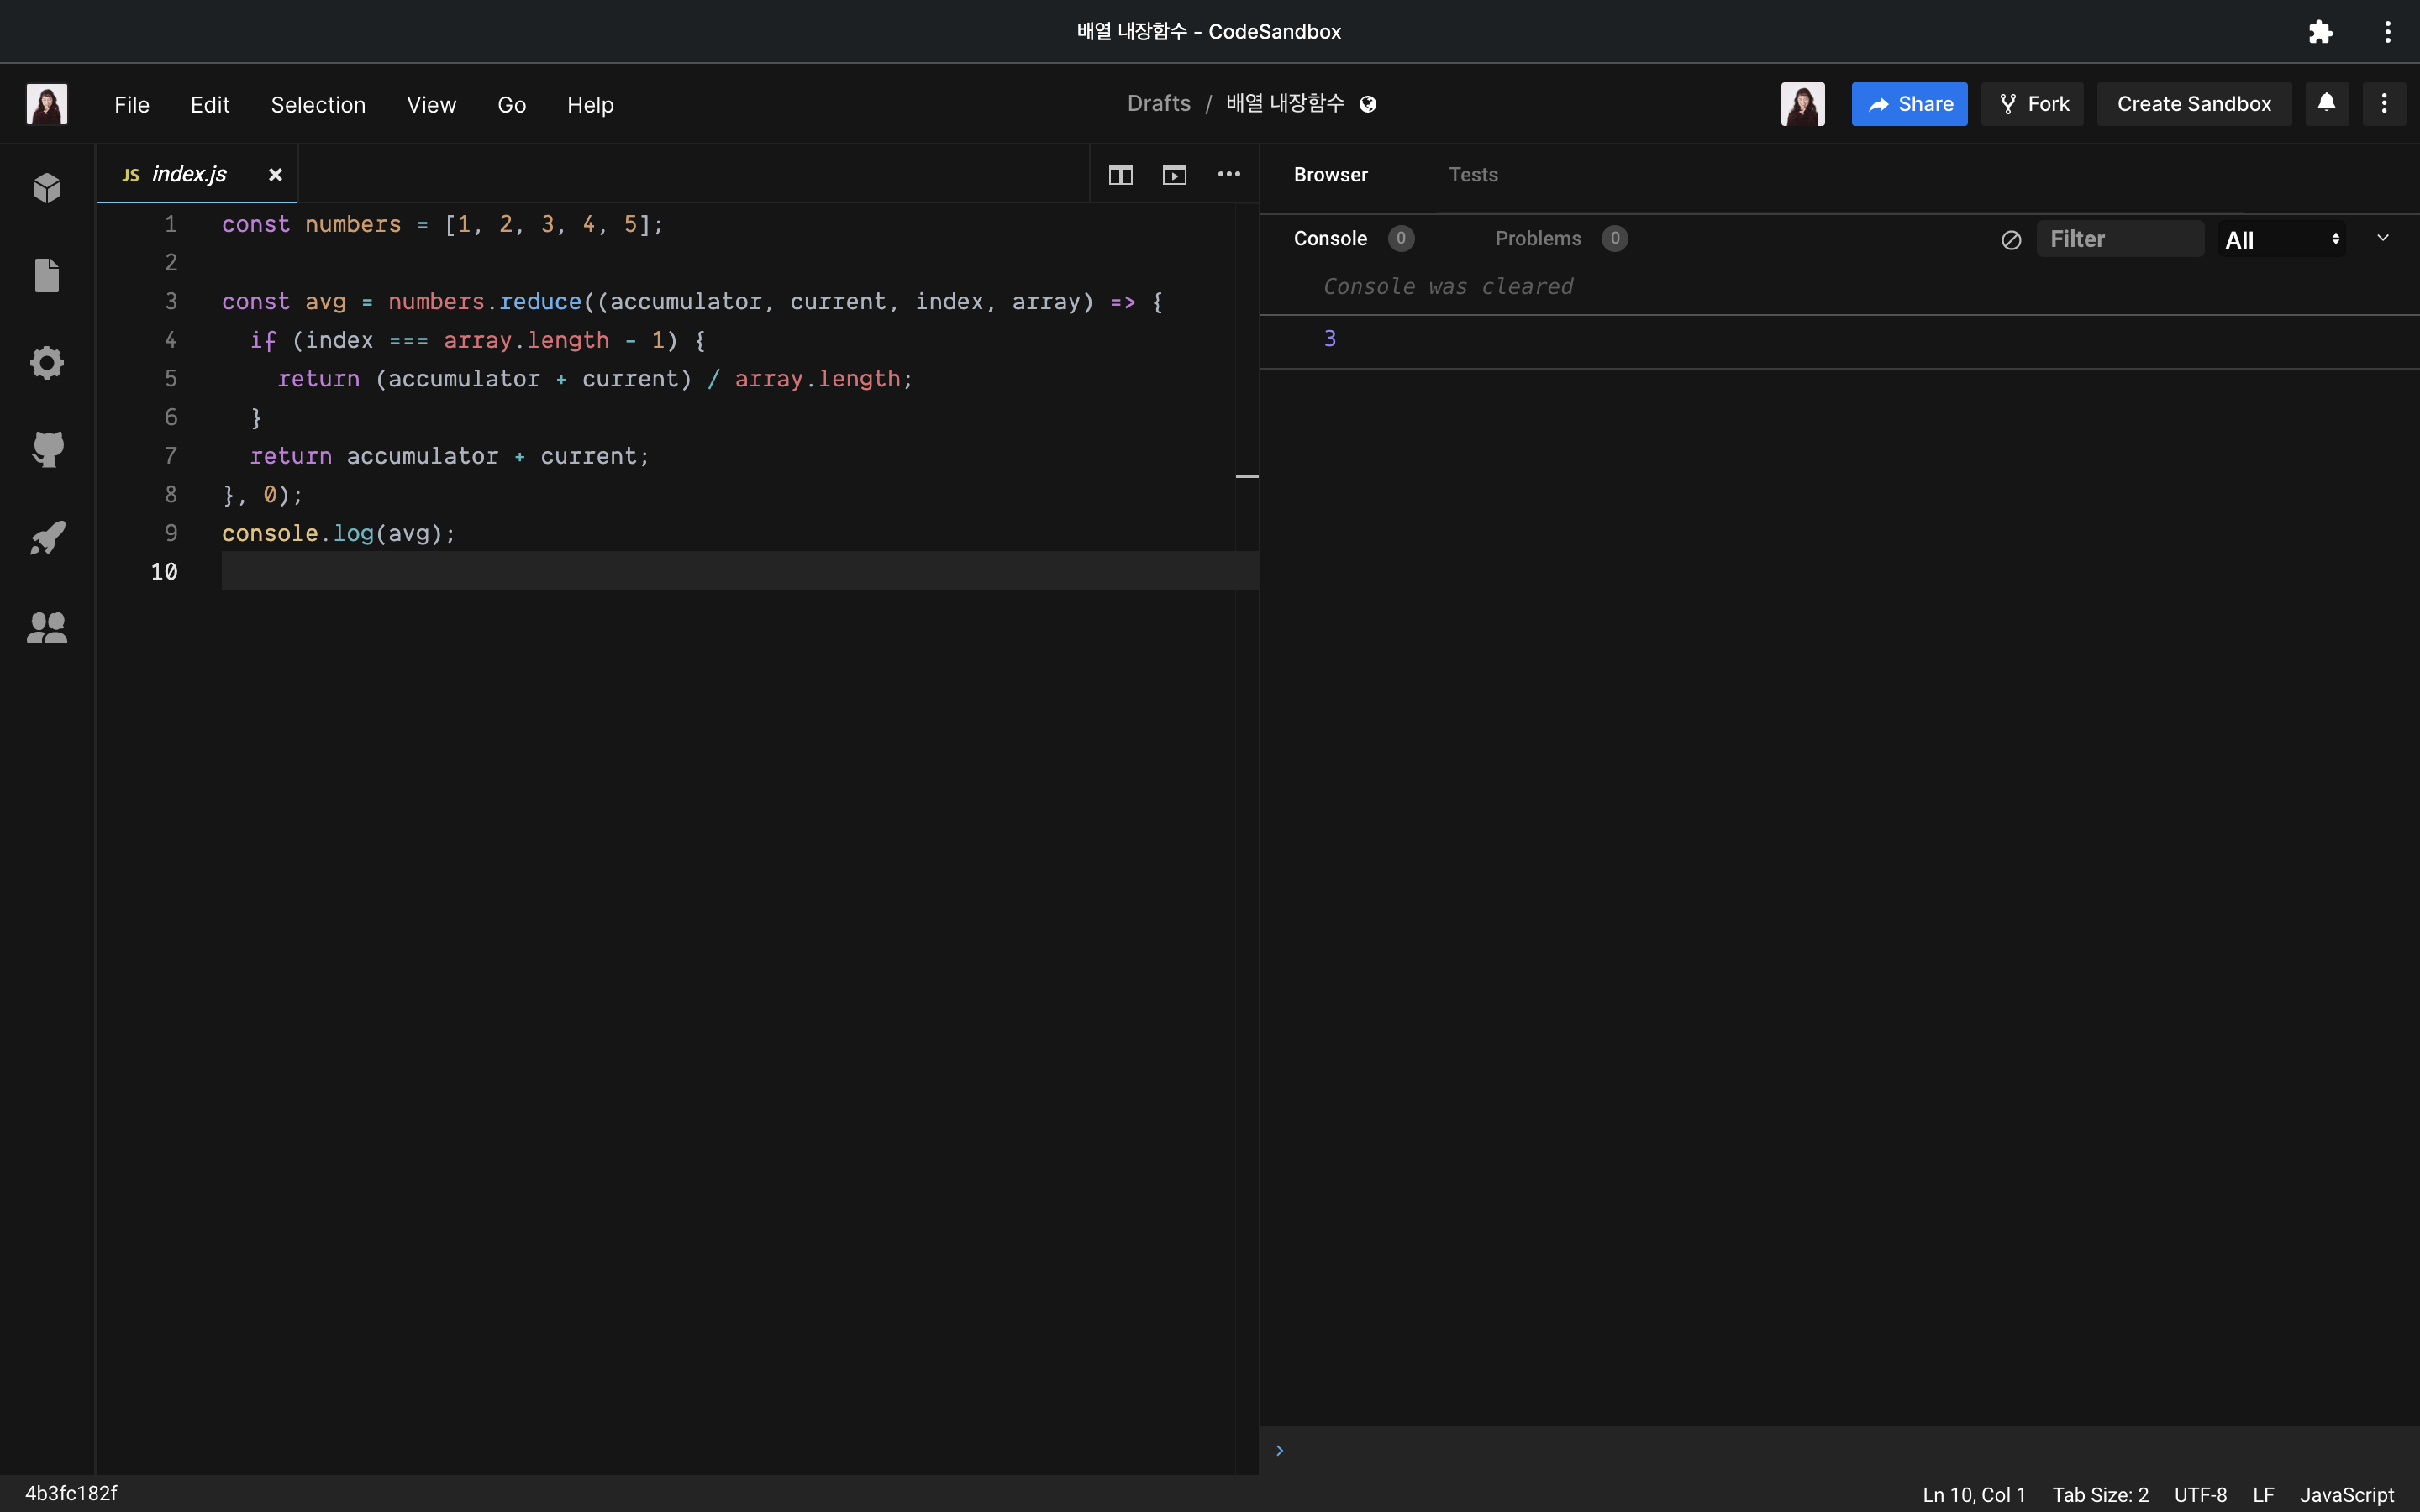 배열 내장함수 - CodeSandbox
File Edit Selection View Go Help
Drafts / 배열 내장함수
Share Fork Create Sandbox
JS index.js
1 const numbers = [1, 2, 3, 4, 5];
2
3 const avg = numbers.reduce((accumulator, current, index, array) => {
4   if (index === array.length - 1) {
5     return (accumulator + current) / array.length;
6   }
7   return accumulator + current;
8 }, 0);
9 console.log(avg);
10
Browser Tests
Console 0 Problems 0 Filter All
Console was cleared
3
4b3fc182f
Ln 10, Col 1 Tab Size: 2 UTF-8 LF JavaScript